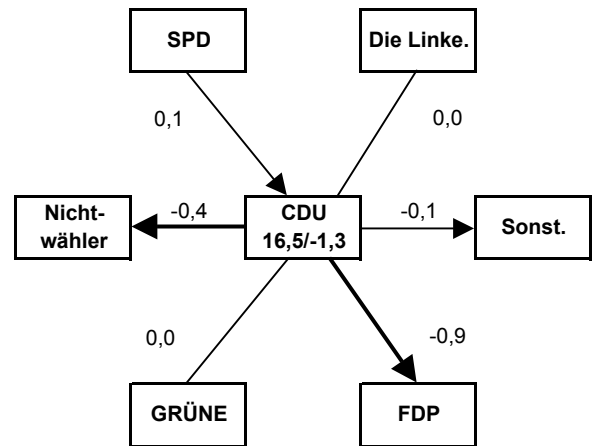 SPD
Die Linke.
0,1
0,0
Nicht-
wähler
-0,4
CDU
16,5/-1,3
-0,1
Sonst.
0,0
-0,9
GRÜNE
FDP